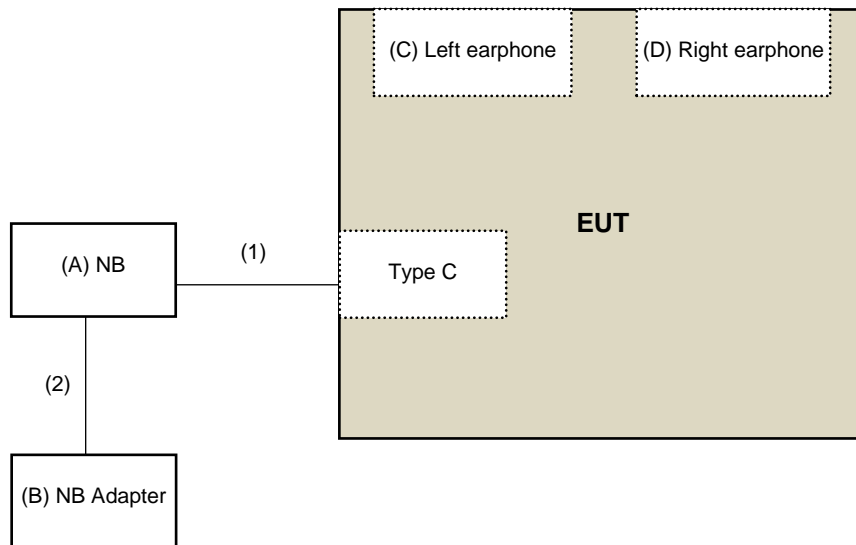 (C) Left earphone
(D) Right earphone
EUT
(A) NB
(1)
Type C
(2)
(B) NB Adapter